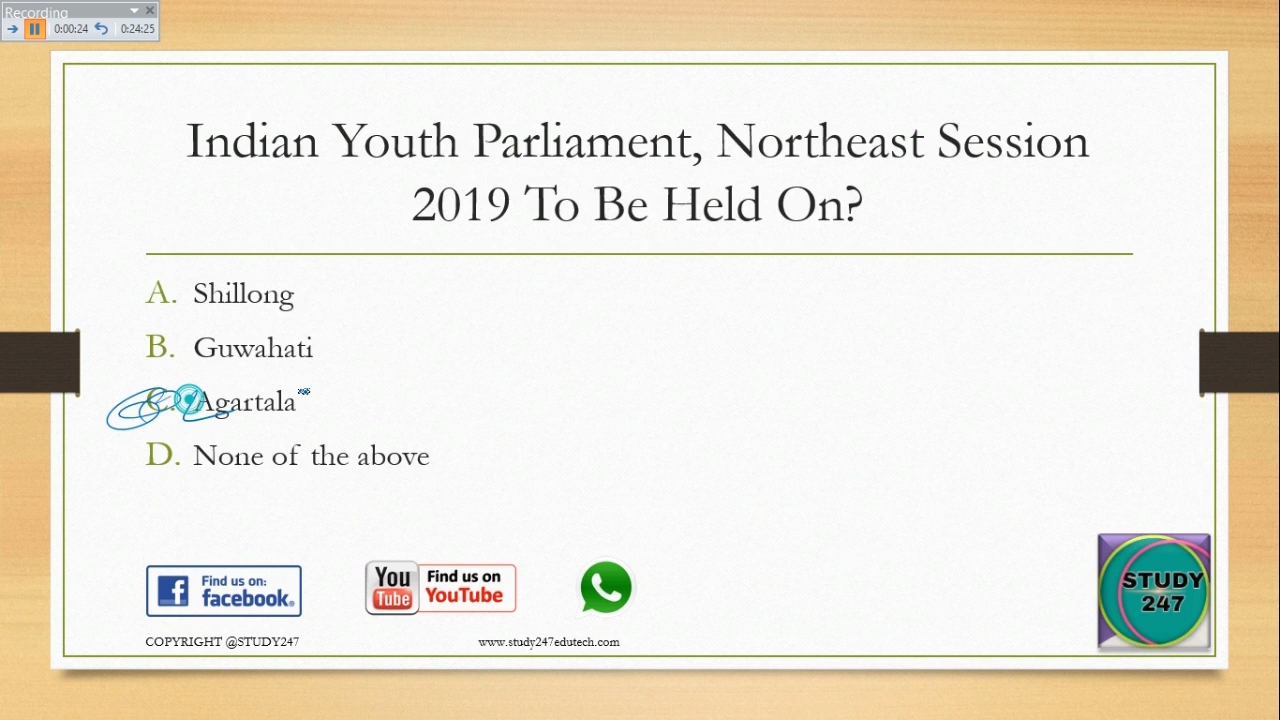 Recording
0:00:24 0:24:25
Indian Youth Parliament, Northeast Session
2019 To Be Held On?
A. Shillong
B. Guwahati
C. Agartala
D. None of the above
Find us on:
facebook.
You
Tube
Find us on
YouTube
STUDY
247
COPYRIGHT @STUDY247 www.study247edutech.com